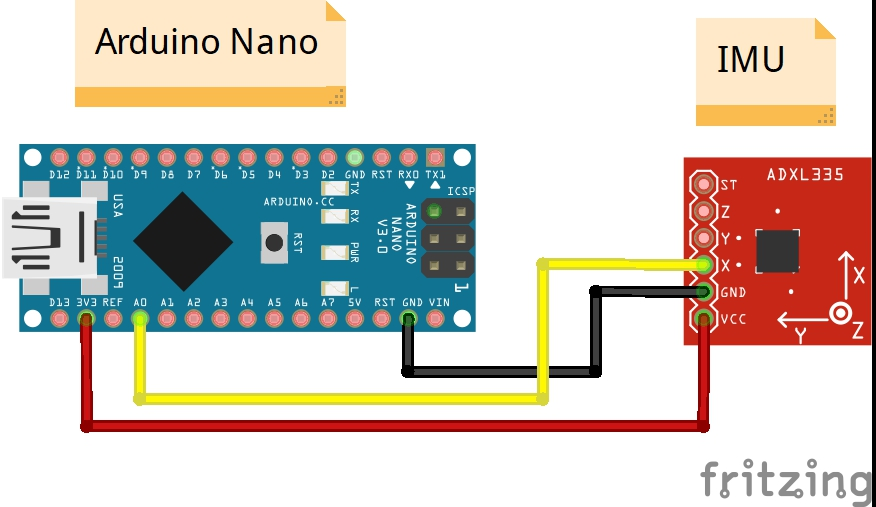 Arduino Nano
IMU
D12 D11 D10 D9 D8 D7 D6 D5 D4 D3 D2 GND RST RX0 TX1
USA
2009
ARDUINO.CC
RST
TX
RX
PWR
L
ARDUINO
NANO
V3.0
ICSP
1
D13 3V3 REF A0 A1 A2 A3 A4 A5 A6 A7 5V RST GND VIN
ADXL335
ST
Z
Y
X
GND
VCC
X
Y
Z
fritzing